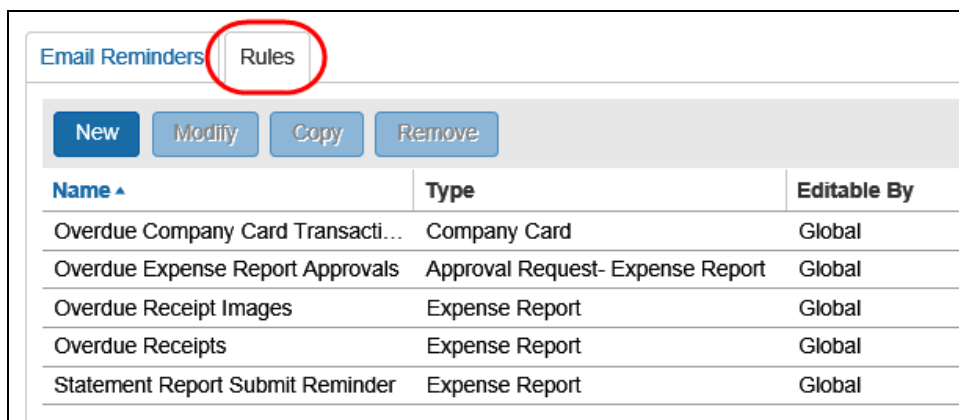 Email Reminders Rules
New Modify Copy Remove
Name Type Editable By
Overdue Company Card Transacti... Company Card Global
Overdue Expense Report Approvals Approval Request- Expense Report Global
Overdue Receipt Images Expense Report Global
Overdue Receipts Expense Report Global
Statement Report Submit Reminder Expense Report Global